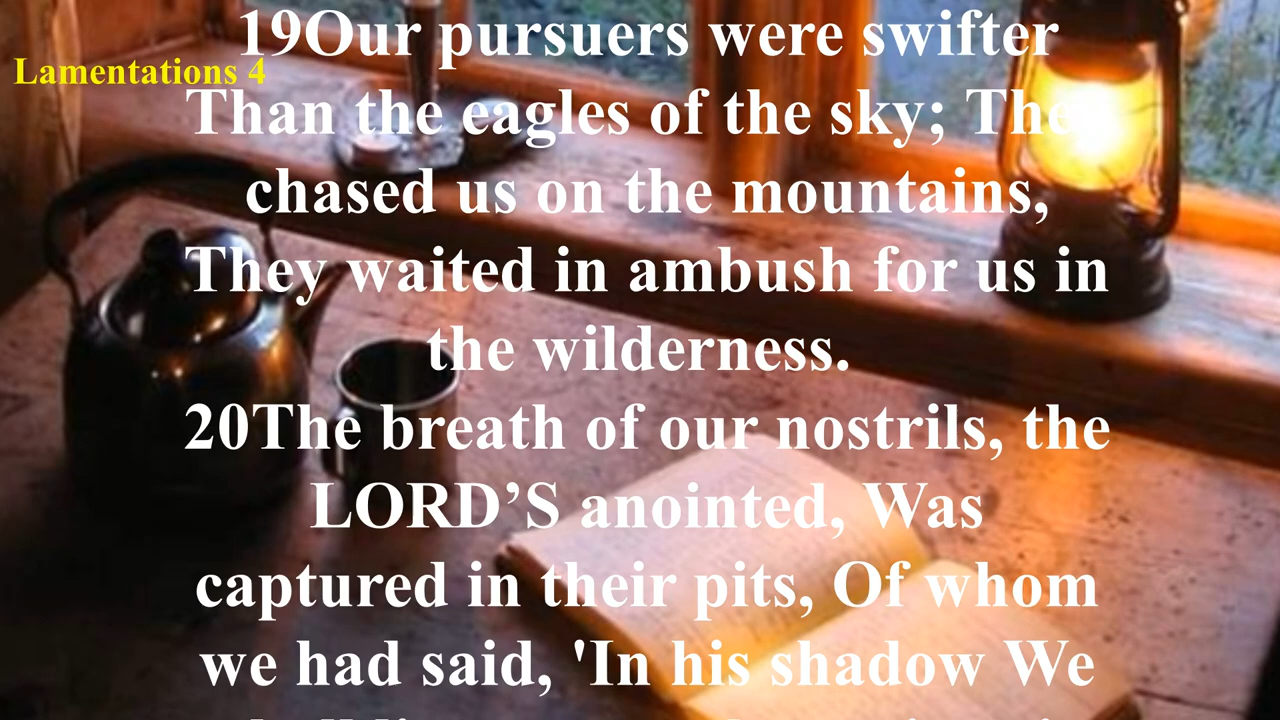 Lamentations 4
19Our pursuers were swifter
Than the eagles of the sky; They
chased us on the mountains,
They waited in ambush for us in
the wilderness.
20The breath of our nostrils, the
LORD’S anointed, Was
captured in their pits, Of whom
we had said, 'In his shadow We